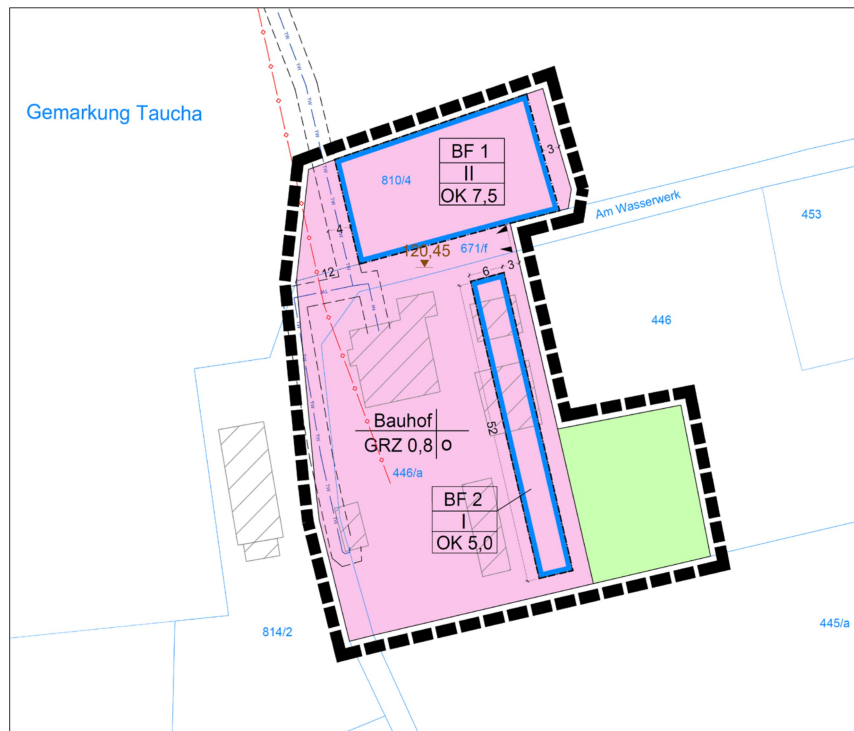 Gemarkung Taucha
BF 1
II
OK 7,5
810/4
3
Am Wasserwerk
453
4
120,45
671/f
12
6
3
446
Bauhof
GRZ 0,8 o
52
446/a
BF 2
I
OK 5,0
814/2
445/a